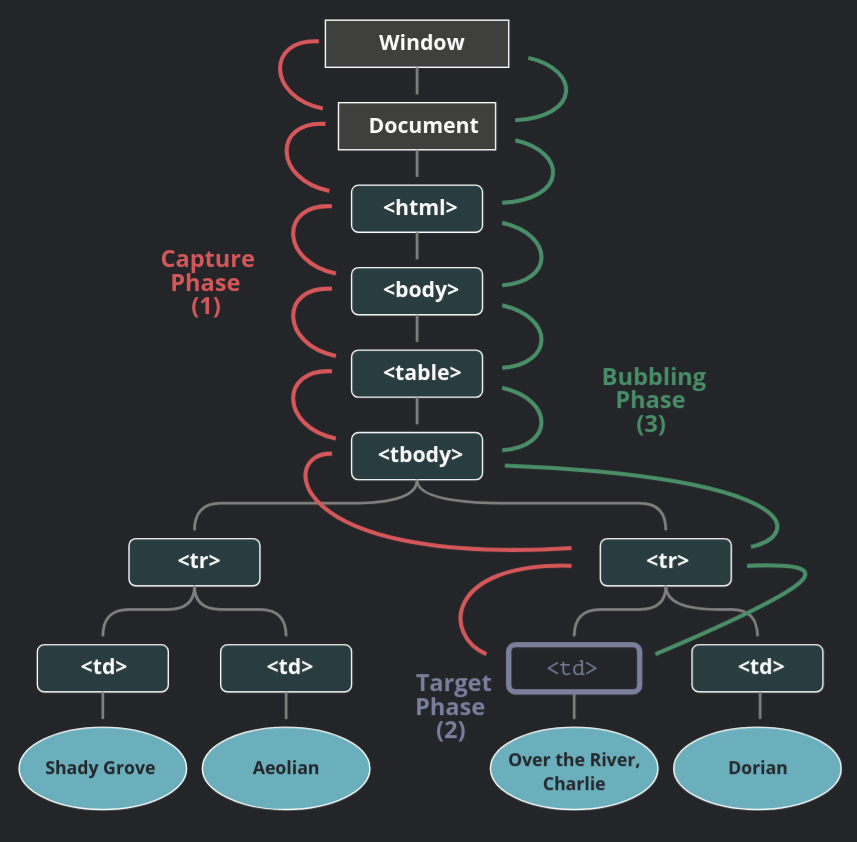 Window
Document
<html>
Capture
Phase
(1)
<body>
<table>
Bubbling
Phase
(3)
<tbody>
<tr>
<tr>
<td>
<td>
<td>
<td>
Target
Phase
(2)
Shady Grove
Aeolian
Over the River,
Charlie
Dorian